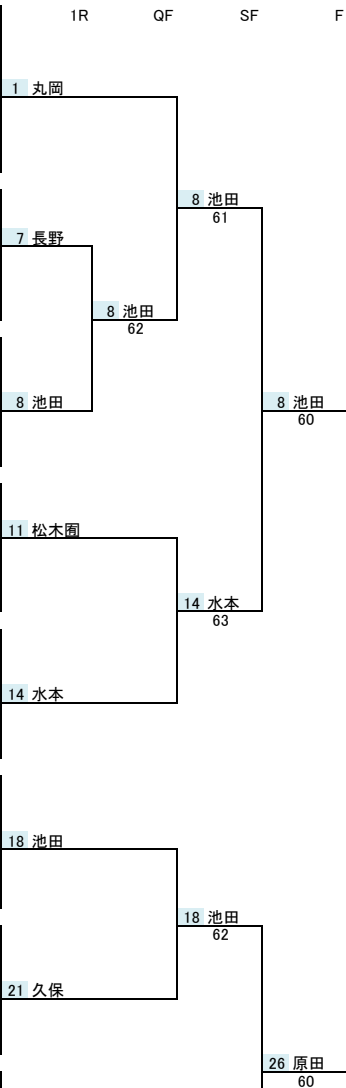 1R QF SF F
1 丸岡
8 池田
61
7 長野
8 池田
62
8 池田
8 池田
60
11 松木囿
14 水本
63
14 水本
18 池田
18 池田
62
21 久保
26 原田
60